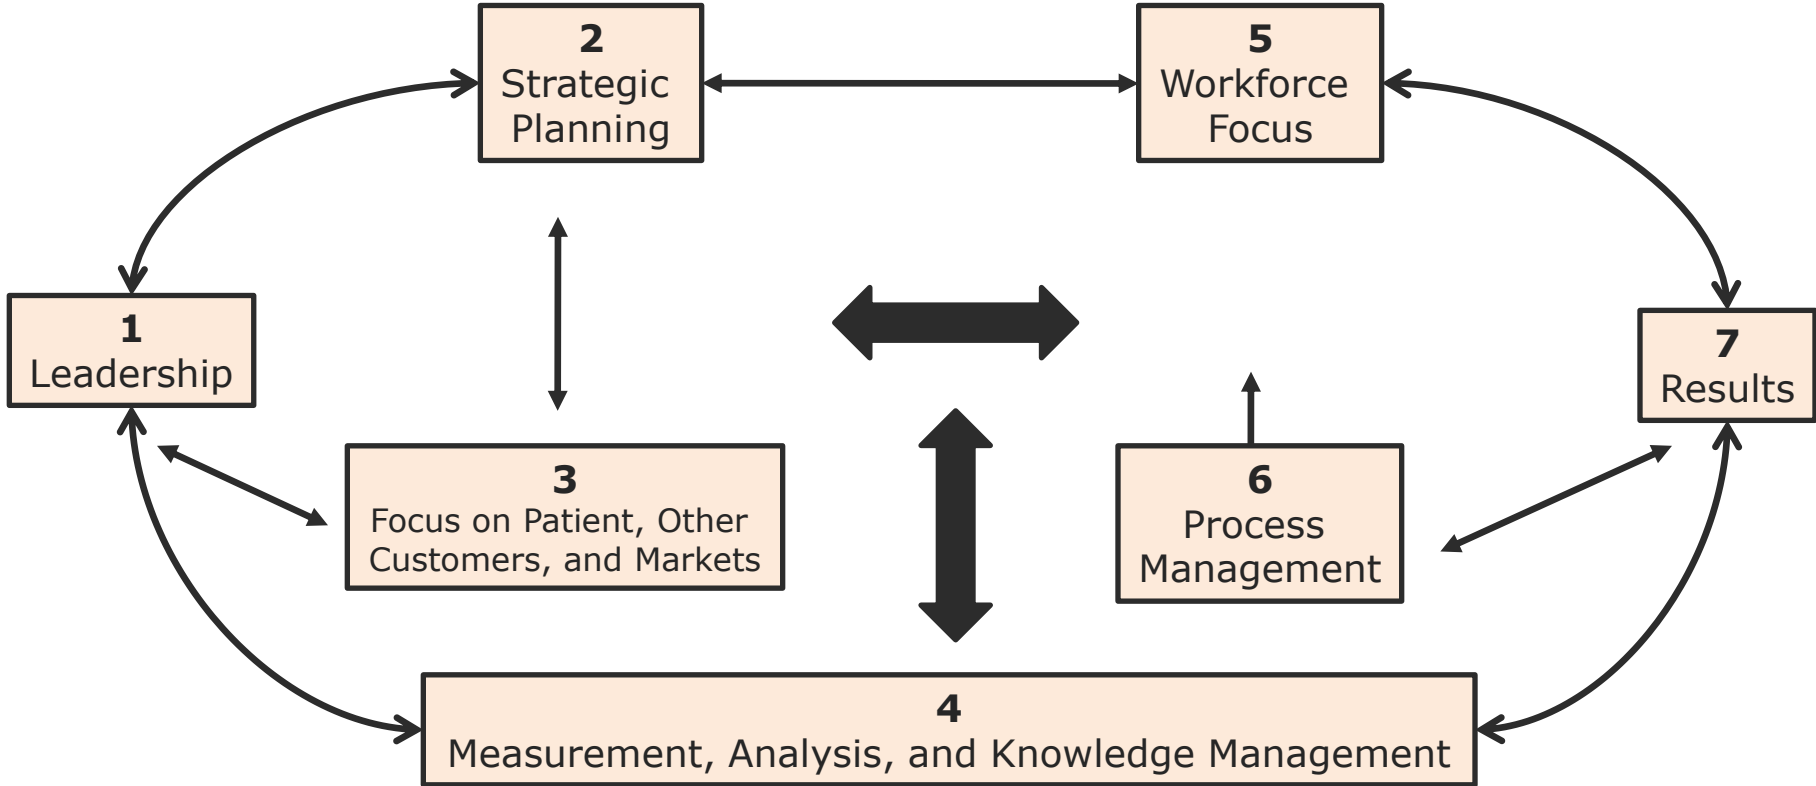 2
Strategic
Planning
5
Workforce
Focus
1
Leadership
7
Results
3
Focus on Patient, Other
Customers, and Markets
6
Process
Management
4
Measurement, Analysis, and Knowledge Management